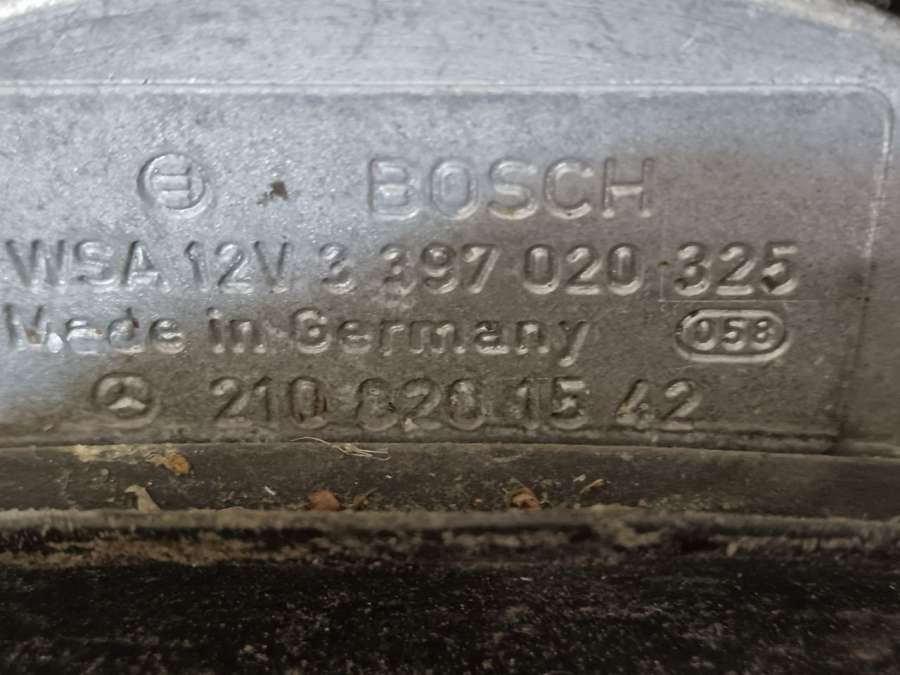 BOSCH
WSA 12V 3 397 020 325
Made in Germany 058
210 820 15 42